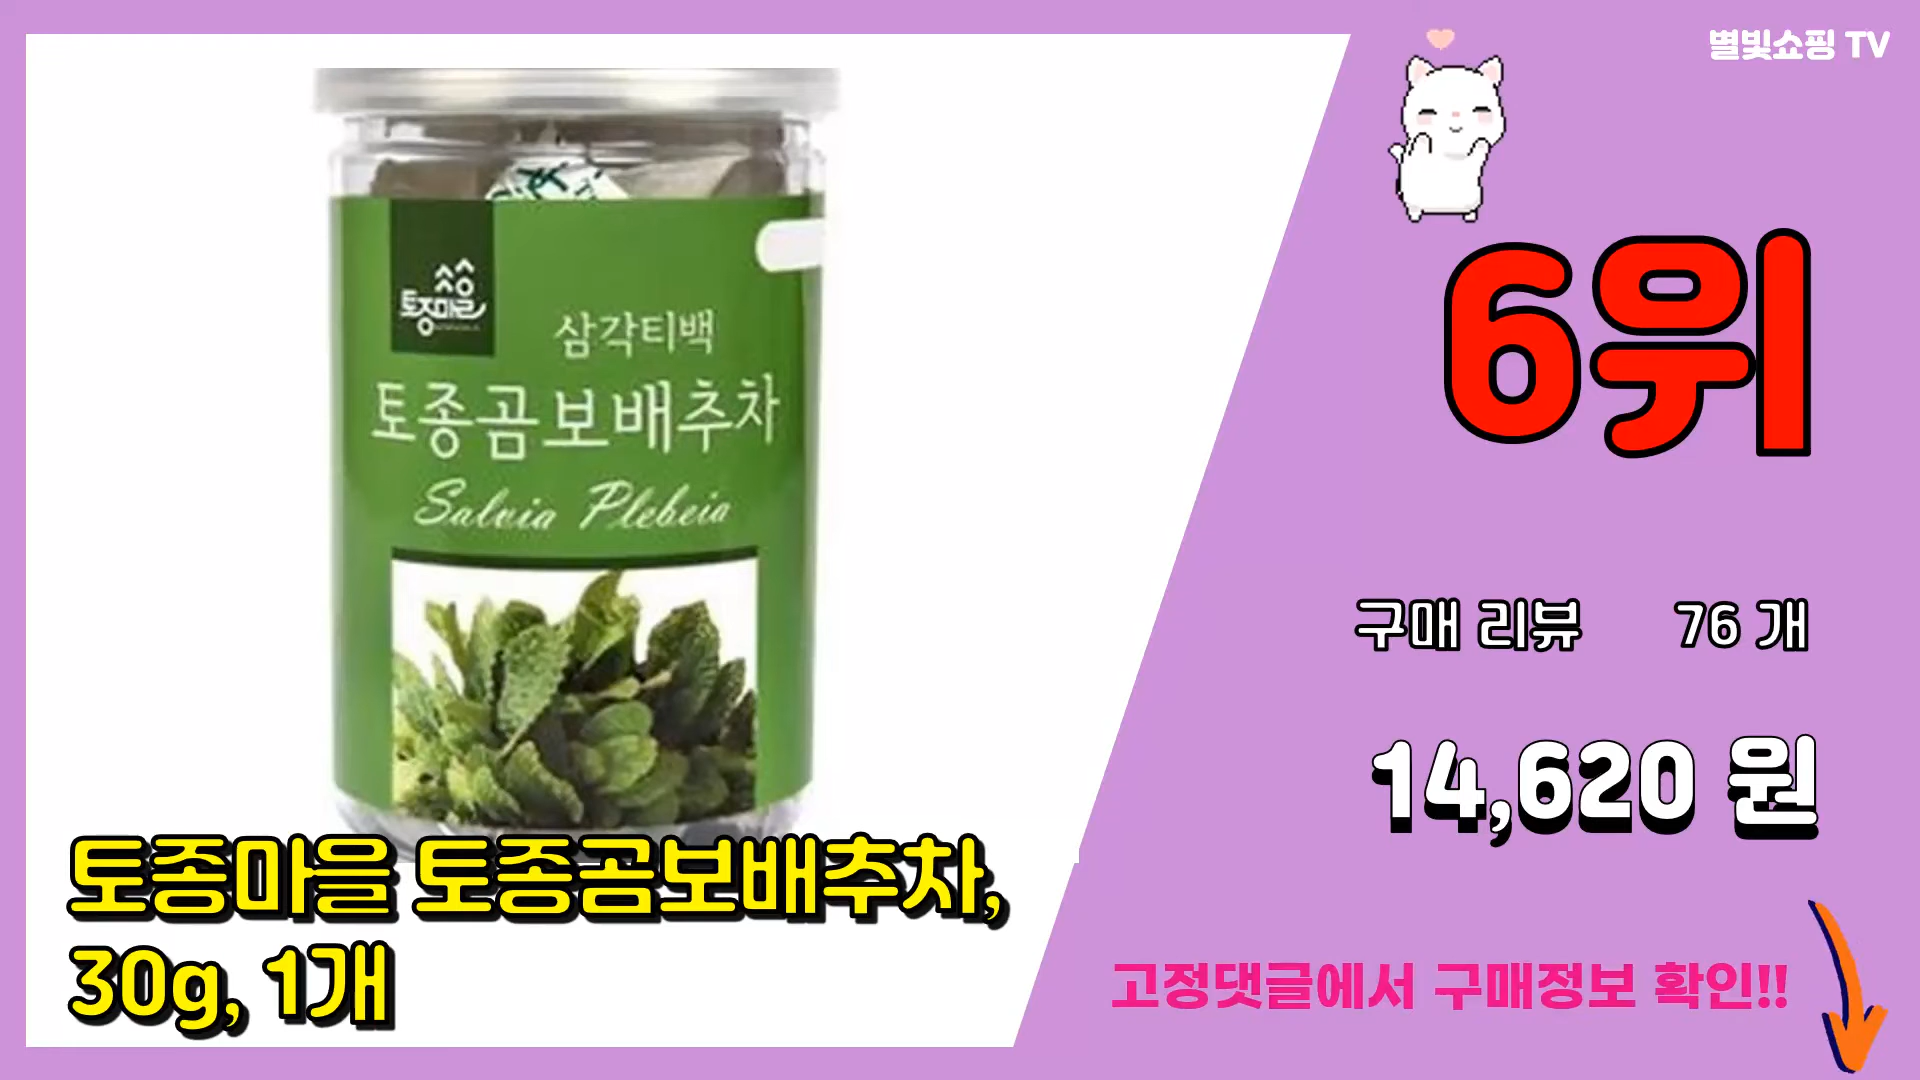 별빛쇼핑 TV
6위
토종마을
삼각티백
토종곰보배추차
Salvia Plebeia
구매 리뷰 76 개
14,620 원
토종마을 토종곰보배추차,
30g, 1개
고정댓글에서 구매정보 확인!!